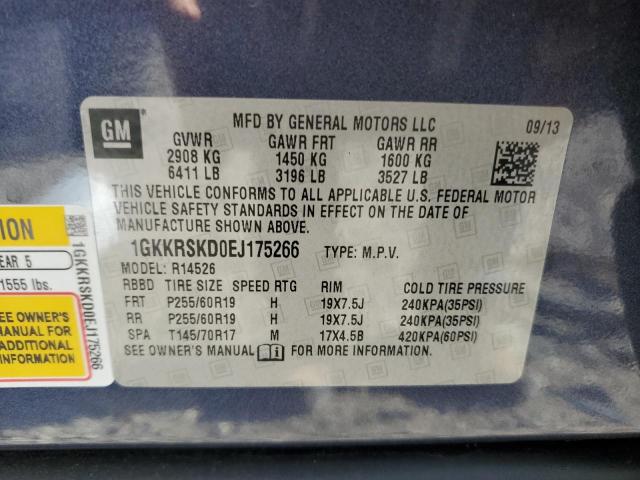 GM
MFD BY GENERAL MOTORS LLC 09/13
GVWR GAWR FRT GAWR RR
2908 KG 1450 KG 1600 KG
6411 LB 3196 LB 3527 LB
THIS VEHICLE CONFORMS TO ALL APPLICABLE U.S. FEDERAL MOTOR
VEHICLE SAFETY STANDARDS IN EFFECT ON THE DATE OF
MANUFACTURE SHOWN ABOVE.
1GKKRSKD0EJ175266 TYPE: M.P.V.
MODEL: R14526
RBBD TIRE SIZE SPEED RTG RIM COLD TIRE PRESSURE
FRT P255/60R19 H 19X7.5J 240KPA(35PSI)
RR P255/60R19 H 19X7.5J 240KPA(35PSI)
SPA T145/70R17 M 17X4.5B 420KPA(60PSI)
SEE OWNER'S MANUAL FOR MORE INFORMATION.
TION
EAR 5
1555 lbs.
SEE OWNER'S
MANUAL FOR
ADDITIONAL
INFORMATION
1GKKRSKD0EJ175266